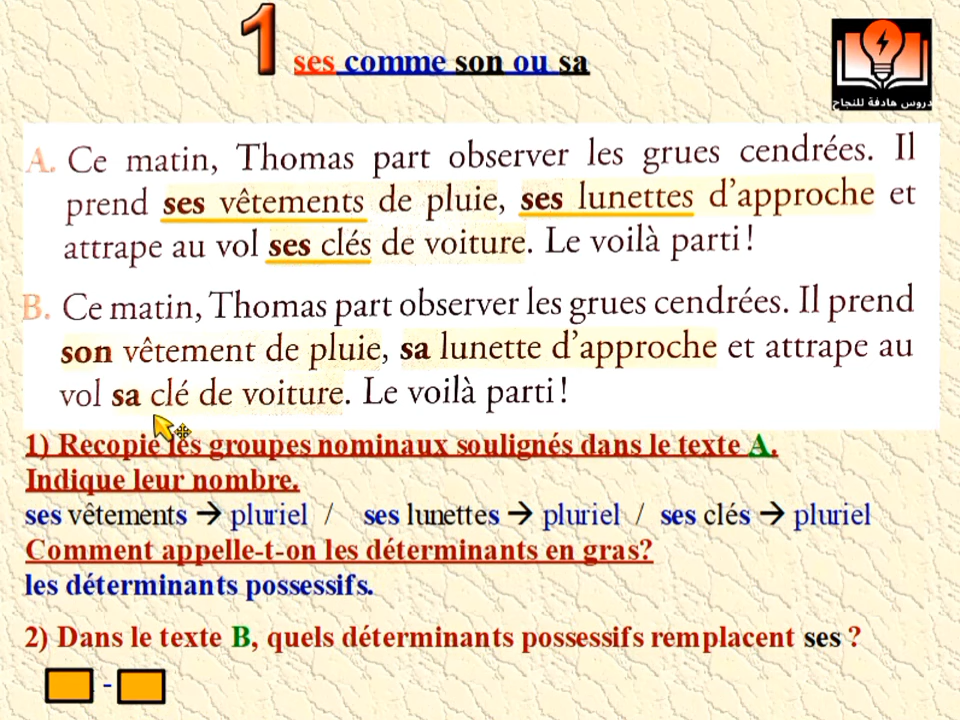 1 ses comme son ou sa
دروس هادفة للنجاح
A. Ce matin, Thomas part observer les grues cendrées. Il
prend ses vêtements de pluie, ses lunettes d'approche et
attrape au vol ses clés de voiture. Le voilà parti !
B. Ce matin, Thomas part observer les grues cendrées. Il prend
son vêtement de pluie, sa lunette d'approche et attrape au
vol sa clé de voiture. Le voilà parti !
1) Recopie les groupes nominaux soulignés dans le texte A.
Indique leur nombre.
ses vêtements → pluriel / ses lunettes → pluriel / ses clés → pluriel
Comment appelle-t-on les déterminants en gras?
les déterminants possessifs.
2) Dans le texte B, quels déterminants possessifs remplacent ses ?
-